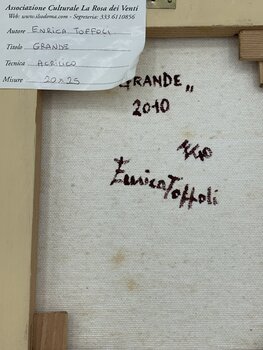 Associazione Culturale La Rosa dei Venti
Web: www.sladema.com - Segreteria: 333 6110856
Autore ENRICA TOFFOLI
Titolo GRANDE
Tecnica ACRILICO
Misure 20x25
GRANDE„
2010
Enrica Toffoli